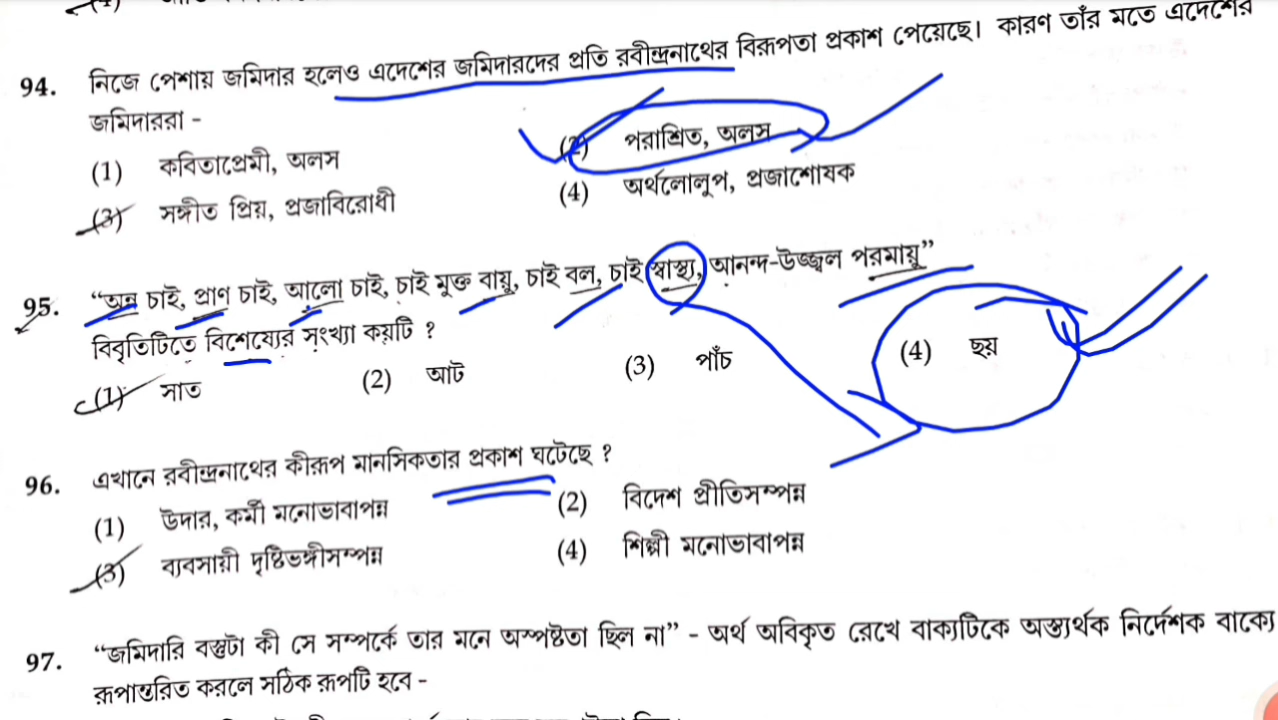 (4)
94. নিজে পেশায় জমিদার হলেও এদেশের জমিদারদের প্রতি রবীন্দ্রনাথের বিরূপতা প্রকাশ পেয়েছে। কারণ তাঁর মতে এদেশের
জমিদাররা -
(1) কবিতাপ্রেমী, অলস (2) পরাশ্রিত, অলস
(3) সঙ্গীত প্রিয়, প্রজাবিরোধী (4) অর্থলোলুপ, প্রজাশোষক
95. “অন্ন চাই, প্রাণ চাই, আলো চাই, চাই মুক্ত বায়ু, চাই বল, চাই স্বাস্থ্য, আনন্দ-উজ্জ্বল পরমায়ু”
বিবৃতিটিতে বিশেষ্যের সংখ্যা কয়টি ?
(1) সাত (2) আট (3) পাঁচ (4) ছয়
96. এখানে রবীন্দ্রনাথের কীরূপ মানসিকতার প্রকাশ ঘটেছে ?
(1) উদার, কর্মী মনোভাবাপন্ন (2) বিদেশ প্রীতিসম্পন্ন
(3) ব্যবসায়ী দৃষ্টিভঙ্গীসম্পন্ন (4) শিল্পী মনোভাবাপন্ন
97. “জমিদারি বস্তুটা কী সে সম্পর্কে তার মনে অস্পষ্টতা ছিল না” - অর্থ অবিকৃত রেখে বাক্যটিকে অস্ত্যর্থক নির্দেশক বাক্যে
রূপান্তরিত করলে সঠিক রূপটি হবে -